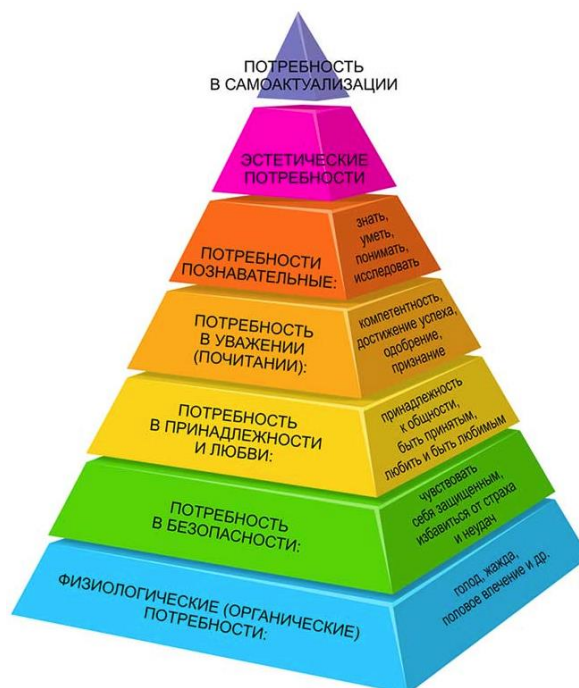 ПОТРЕБНОСТЬ
В САМОАКТУАЛИЗАЦИИ
ЭСТЕТИЧЕСКИЕ
ПОТРЕБНОСТИ
ПОТРЕБНОСТИ
ПОЗНАВАТЕЛЬНЫЕ:
знать,
уметь,
понимать,
исследовать
ПОТРЕБНОСТЬ
В УВАЖЕНИИ
(ПОЧИТАНИИ):
компетентность,
достижение успеха,
одобрение,
признание
ПОТРЕБНОСТЬ
В ПРИНАДЛЕЖНОСТИ
И ЛЮБВИ:
принадлежность
к общности,
быть принятым,
любить и быть любимым
ПОТРЕБНОСТЬ
В БЕЗОПАСНОСТИ:
чувствовать
себя защищенным,
избавиться от страха
и неудач
ФИЗИОЛОГИЧЕСКИЕ (ОРГАНИЧЕСКИЕ)
ПОТРЕБНОСТИ:
голод, жажда,
половое влечение и др.